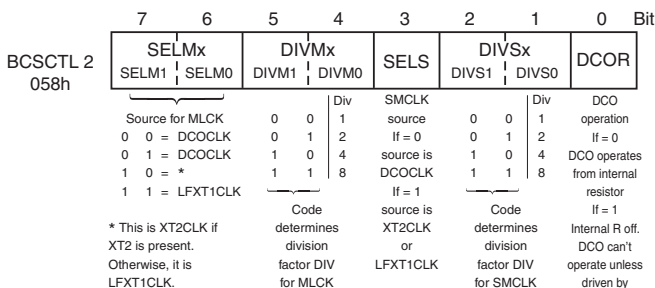 7 6 5 4 3 2 1 0 Bit
BCSCTL 2
058h
SELMx DIVMx SELS DIVSx DCOR
SELM1 SELM0 DIVM1 DIVM0 DIVS1 DIVS0
Source for MLCK
0 0 = DCOCLK
0 1 = DCOCLK
1 0 = *
1 1 = LFXT1CLK
* This is XT2CLK if
XT2 is present.
Otherwise, it is
LFXT1CLK.
Div
0 0 1
0 1 2
1 0 4
1 1 8
Code
determines
division
factor DIV
for MLCK
SMCLK
source
If = 0
source is
DCOCLK
If = 1
source is
XT2CLK
or
LFXT1CLK
Div
0 0 1
0 1 2
1 0 4
1 1 8
Code
determines
division
factor DIV
for SMCLK
DCO
operation
If = 0
DCO operates
from internal
resistor
If = 1
Internal R off.
DCO can't
operate unless
driven by